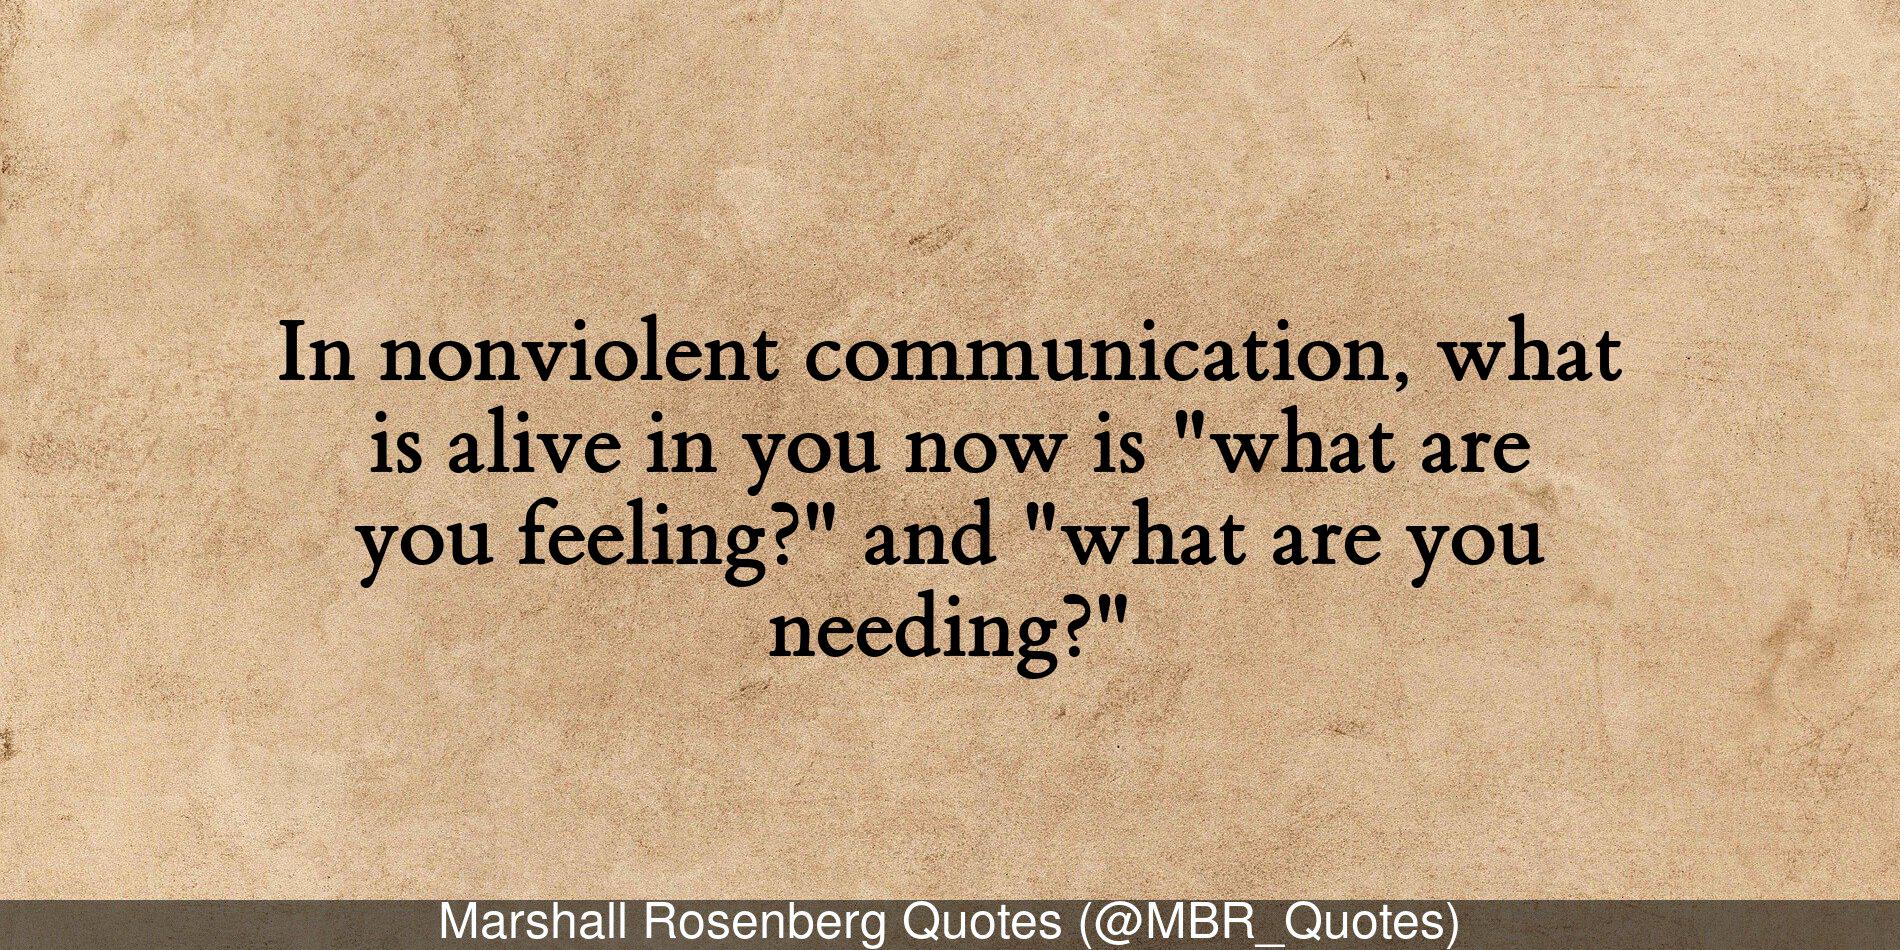 In nonviolent communication, what
is alive in you now is "what are
you feeling?" and "what are you
needing?"
Marshall Rosenberg Quotes (@MBR_Quotes)